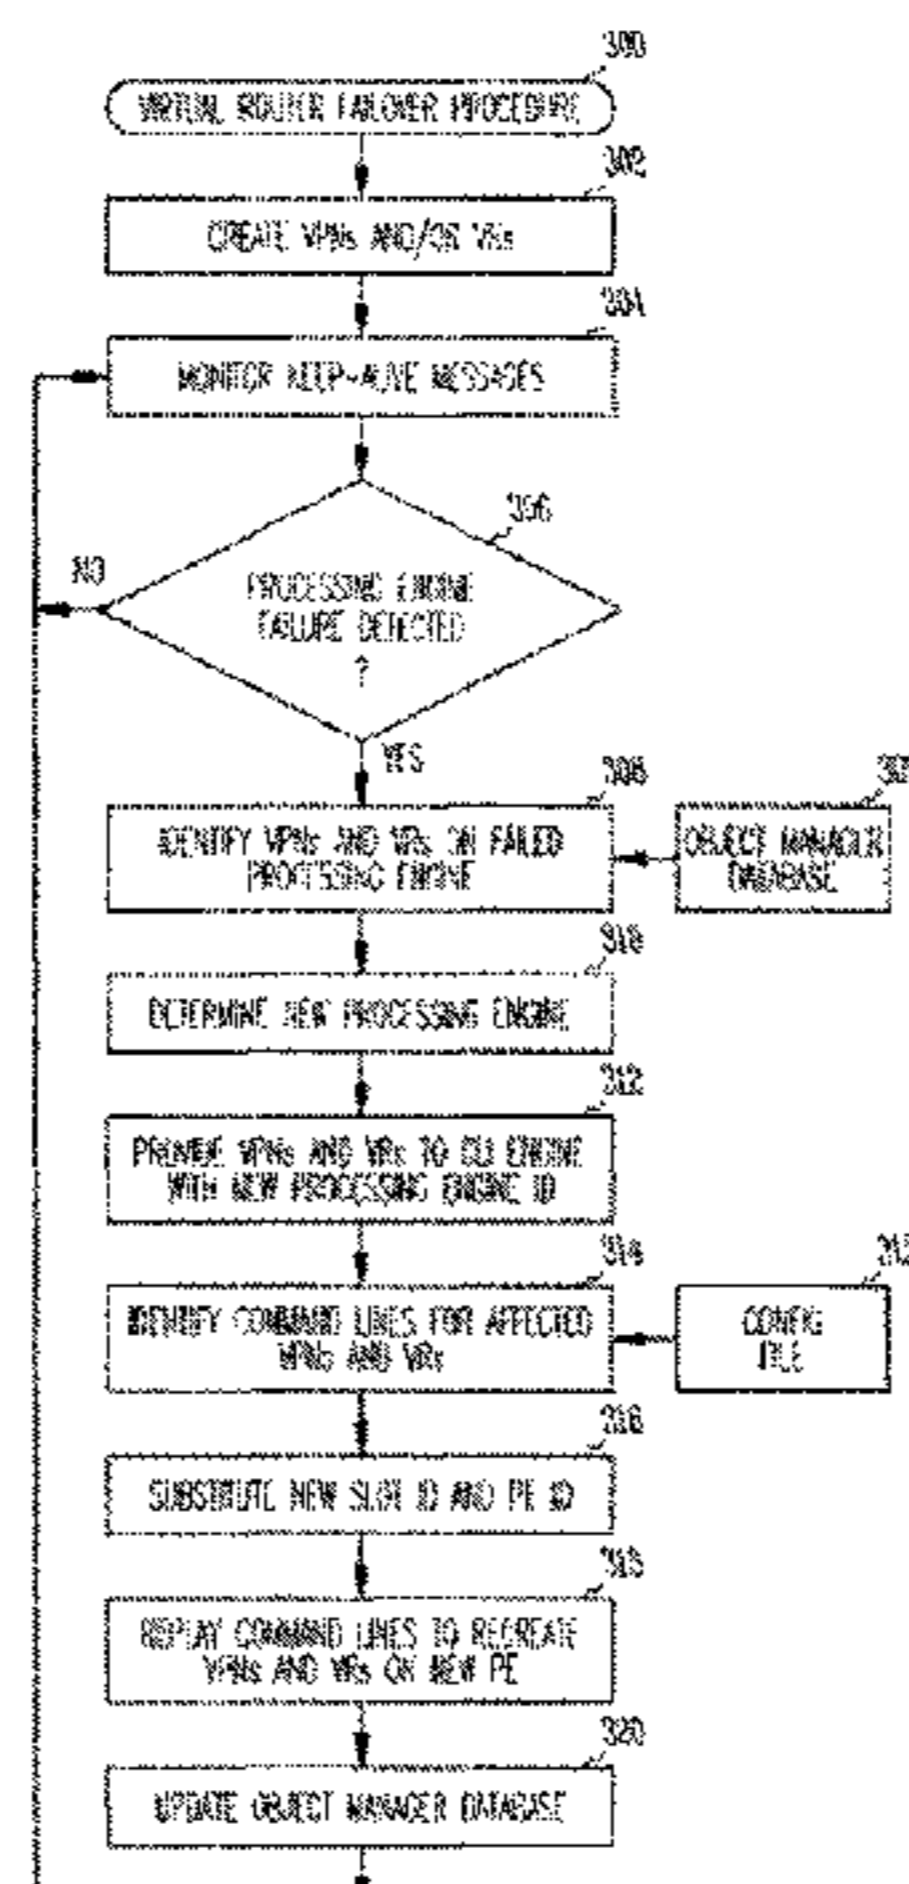 300
VIRTUAL ROUTER FAILOVER PROCEDURE
302
CREATE VPNs AND/OR VRs
304
MONITOR KEEP-ALIVE MESSAGES
306
NO
PROCESSING ENGINE
FAILURE DETECTED
?
YES
308
IDENTIFY VPNs AND VRs ON FAILED
PROCESSING ENGINE
OBJECT MANAGER
DATABASE
310
DETERMINE NEW PROCESSING ENGINE
312
PROVIDE VPNs AND VRs TO CLI ENGINE
WITH NEW PROCESSING ENGINE ID
314
IDENTIFY COMMAND LINES FOR AFFECTED
VPNs AND VRs
CONFIG
FILE
316
SUBSTITUTE NEW SLOT ID AND PE ID
318
REPLAY COMMAND LINES TO RECREATE
VPNs AND VRs ON NEW PE
320
UPDATE OBJECT MANAGER DATABASE